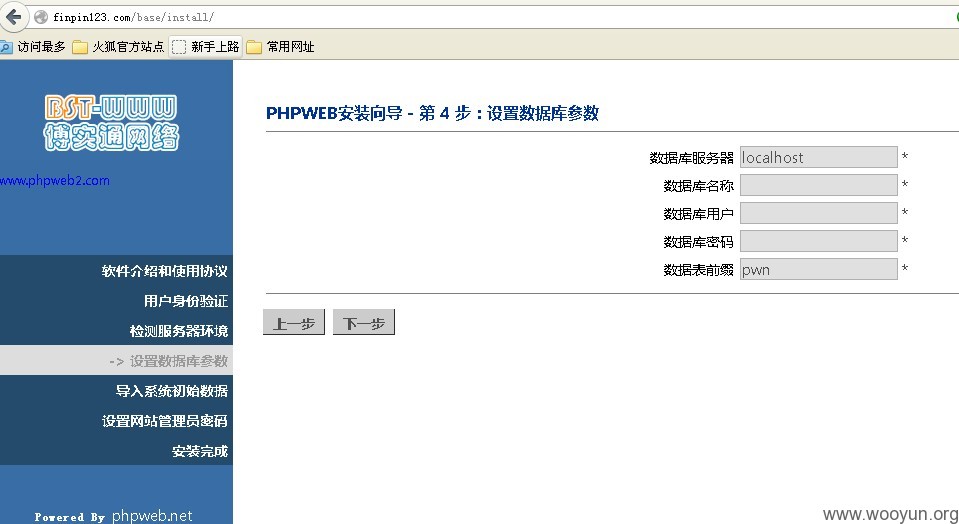 finpin123.com/base/install/
访问最多 火狐官方站点 新手上路 常用网址
BST-WWW
博实通网络
www.phpweb2.com
软件介绍和使用协议
用户身份验证
检测服务器环境
-> 设置数据库参数
导入系统初始数据
设置网站管理员密码
安装完成
Powered By phpweb.net
PHPWEB安装向导 - 第 4 步：设置数据库参数
数据库服务器 localhost *
数据库名称 *
数据库用户 *
数据库密码 *
数据表前缀 pwn *
上一步 下一步
www.wooyun.org